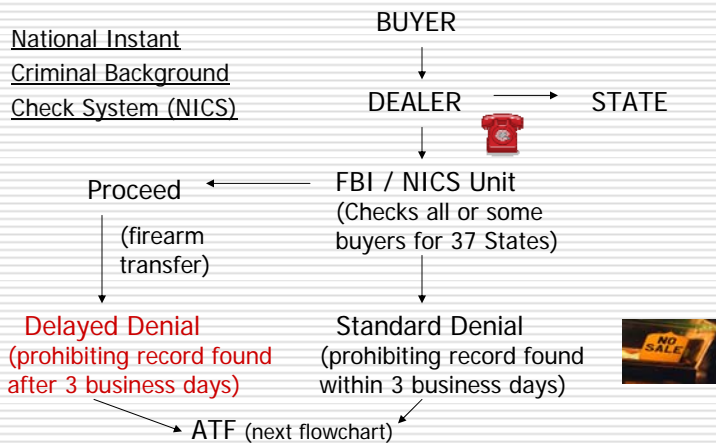 National Instant
Criminal Background
Check System (NICS)
BUYER
DEALER
STATE
FBI / NICS Unit
(Checks all or some
buyers for 37 States)
Proceed
(firearm
transfer)
Delayed Denial
(prohibiting record found
after 3 business days)
Standard Denial
(prohibiting record found
within 3 business days)
NO
SALE
ATF (next flowchart)